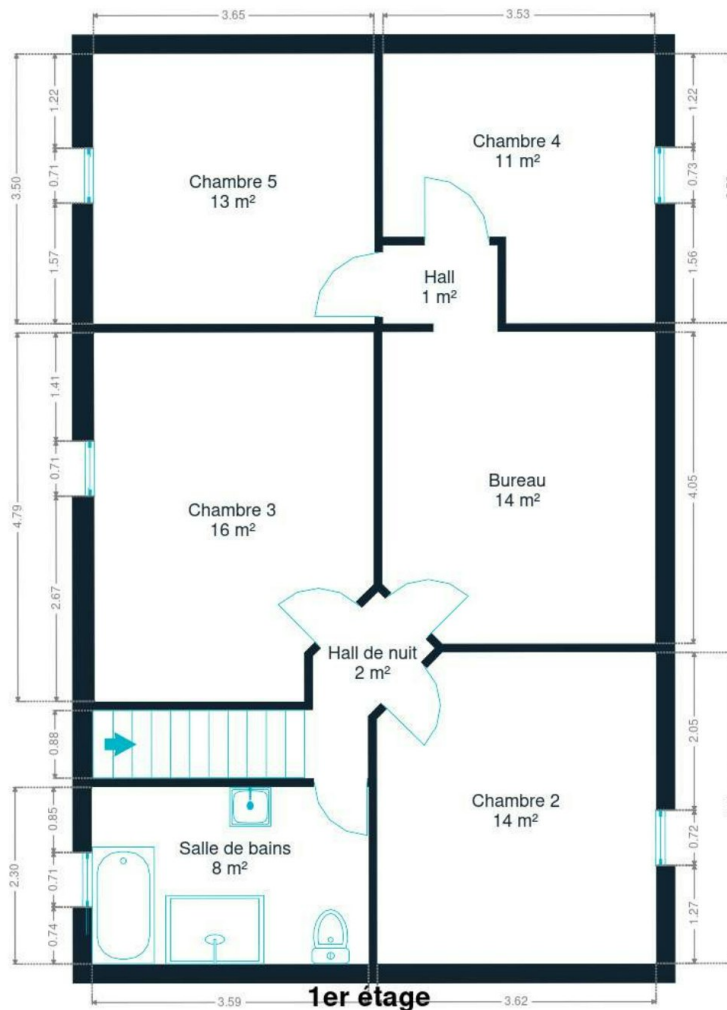 3.65
3.53
1.22
0.71
1.57
3.50
Chambre 5
13 m²
Chambre 4
11 m²
Hall
1 m²
1.22
0.73
1.56
1.41
0.71
2.67
4.79
Chambre 3
16 m²
Bureau
14 m²
4.05
Hall de nuit
2 m²
0.88
2.05
0.72
1.27
Chambre 2
14 m²
0.85
0.71
0.74
2.30
Salle de bains
8 m²
3.59
1er étage
3.62